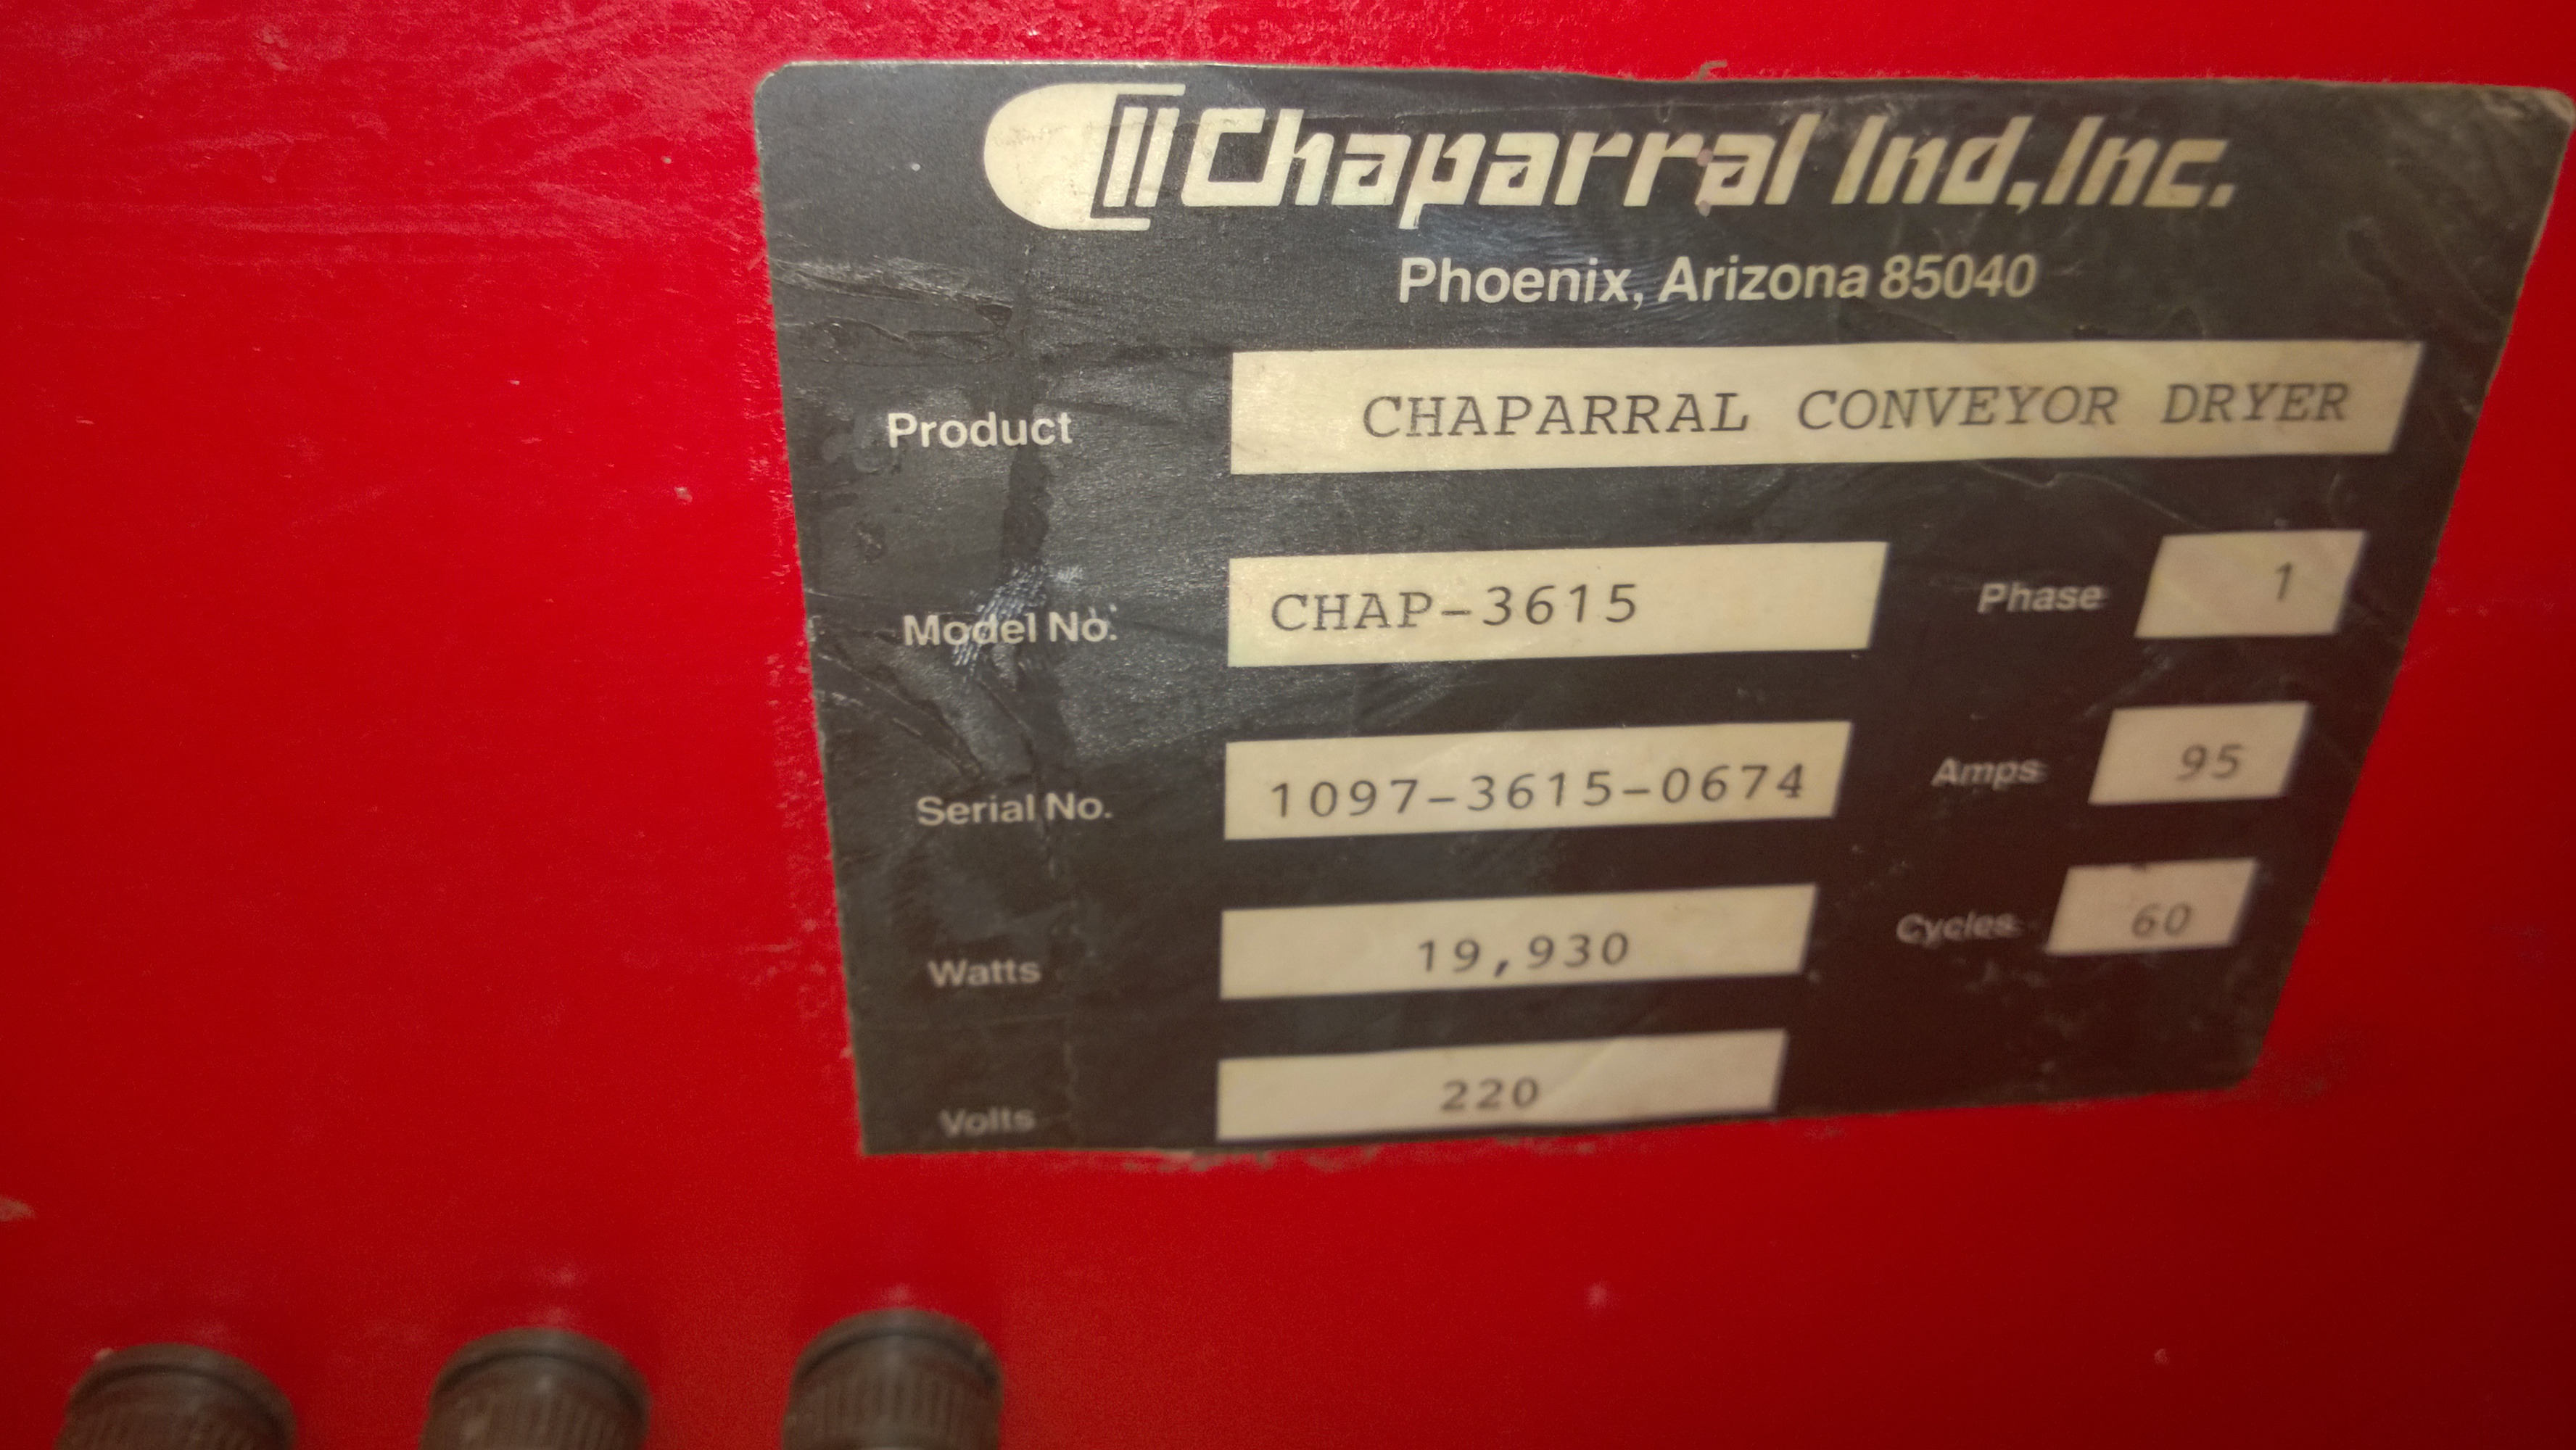 Chaparral Ind, Inc.
Phoenix, Arizona 85040
Product CHAPARRAL CONVEYOR DRYER
Model No. CHAP-3615 Phase 1
Serial No. 1097-3615-0674 Amps 95
Watts 19,930 Cycles 60
Volts 220